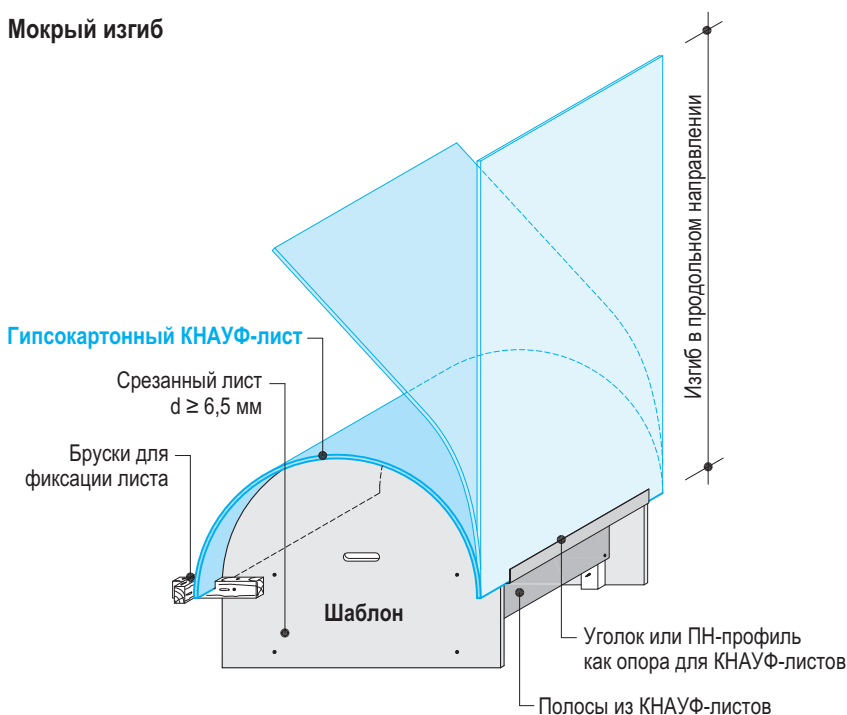 Мокрый изгиб
Изгиб в продольном направлении
Гипсокартонный КНАУФ-лист
Срезанный лист
d ≥ 6,5 мм
Бруски для
фиксации листа
Шаблон
Уголок или ПН-профиль
как опора для КНАУФ-листов
Полосы из КНАУФ-листов